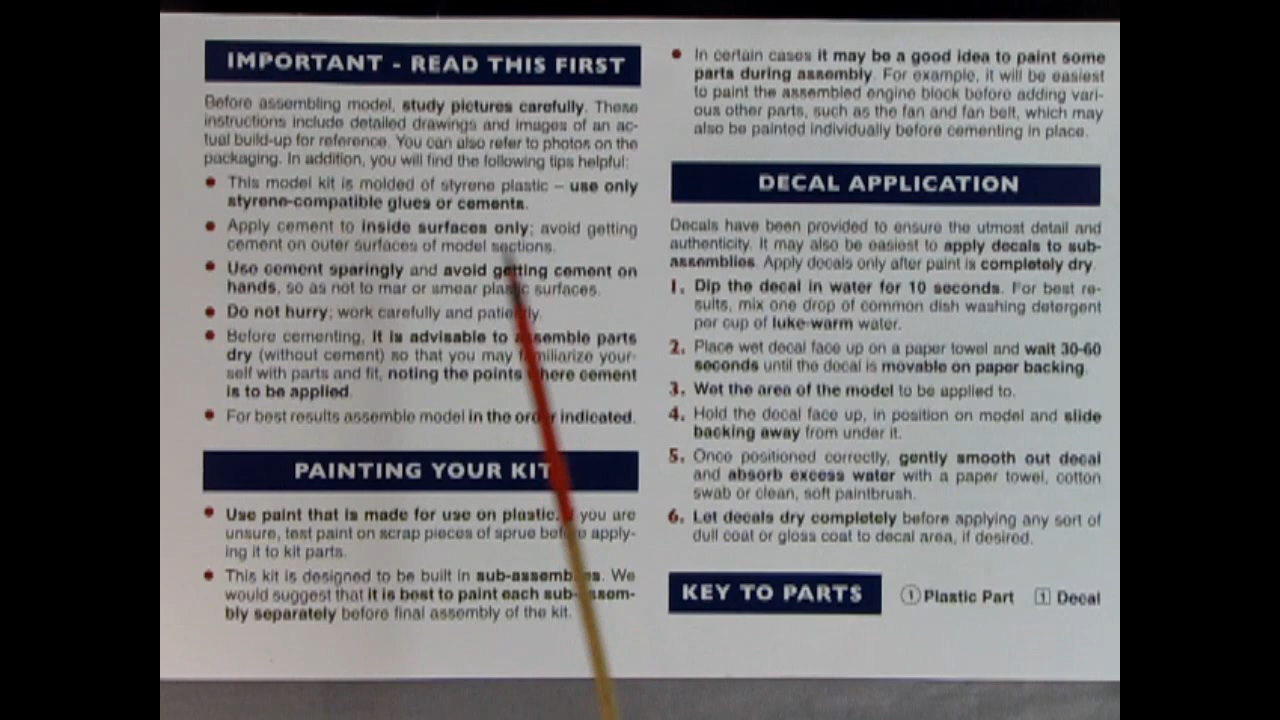 IMPORTANT - READ THIS FIRST
Before assembling model, study pictures carefully. These
instructions include detailed drawings and images of an ac-
tual build-up for reference. You can also refer to photos on the
packaging. In addition, you will find the following tips helpful:
• This model kit is molded of styrene plastic – use only
styrene-compatible glues or cements.
• Apply cement to inside surfaces only; avoid getting
cement on outer surfaces of model sections.
• Use cement sparingly and avoid getting cement on
hands, so as not to mar or smear plastic surfaces.
• Do not hurry; work carefully and patiently.
• Before cementing, it is advisable to assemble parts
dry (without cement) so that you may familiarize your-
self with parts and fit, noting the points where cement
is to be applied.
• For best results assemble model in the order indicated.
PAINTING YOUR KIT
• Use paint that is made for use on plastic. you are
unsure, test paint on scrap pieces of sprue before apply-
ing it to kit parts.
• This kit is designed to be built in sub-assemblies. We
would suggest that it is best to paint each sub-assem-
bly separately before final assembly of the kit.
• In certain cases it may be a good idea to paint some
parts during assembly. For example, it will be easiest
to paint the assembled engine block before adding vari-
ous other parts, such as the fan and fan belt, which may
also be painted individually before cementing in place.
DECAL APPLICATION
Decals have been provided to ensure the utmost detail and
authenticity. It may also be easiest to apply decals to sub-
assemblies. Apply decals only after paint is completely dry.
1. Dip the decal in water for 10 seconds. For best re-
sults, mix one drop of common dish washing detergent
per cup of luke-warm water.
2. Place wet decal face up on a paper towel and wait 30-60
seconds until the decal is movable on paper backing.
3. Wet the area of the model to be applied to.
4. Hold the decal face up, in position on model and slide
backing away from under it.
5. Once positioned correctly, gently smooth out decal
and absorb excess water with a paper towel, cotton
swab or clean, soft paintbrush.
6. Let decals dry completely before applying any sort of
dull coat or gloss coat to decal area, if desired.
KEY TO PARTS 1 Plastic Part 1 Decal